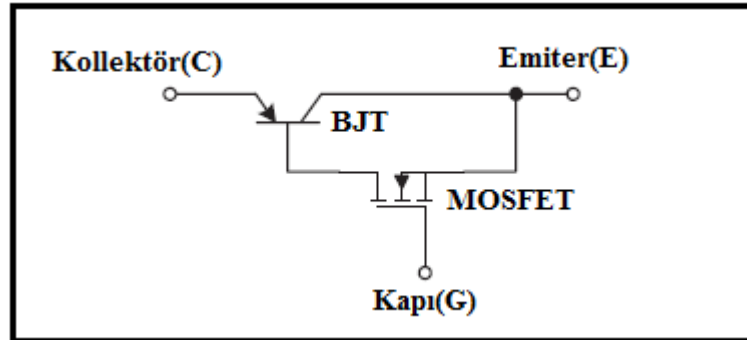 Kollektör(C)
Emiter(E)
BJT
MOSFET
Kapı(G)